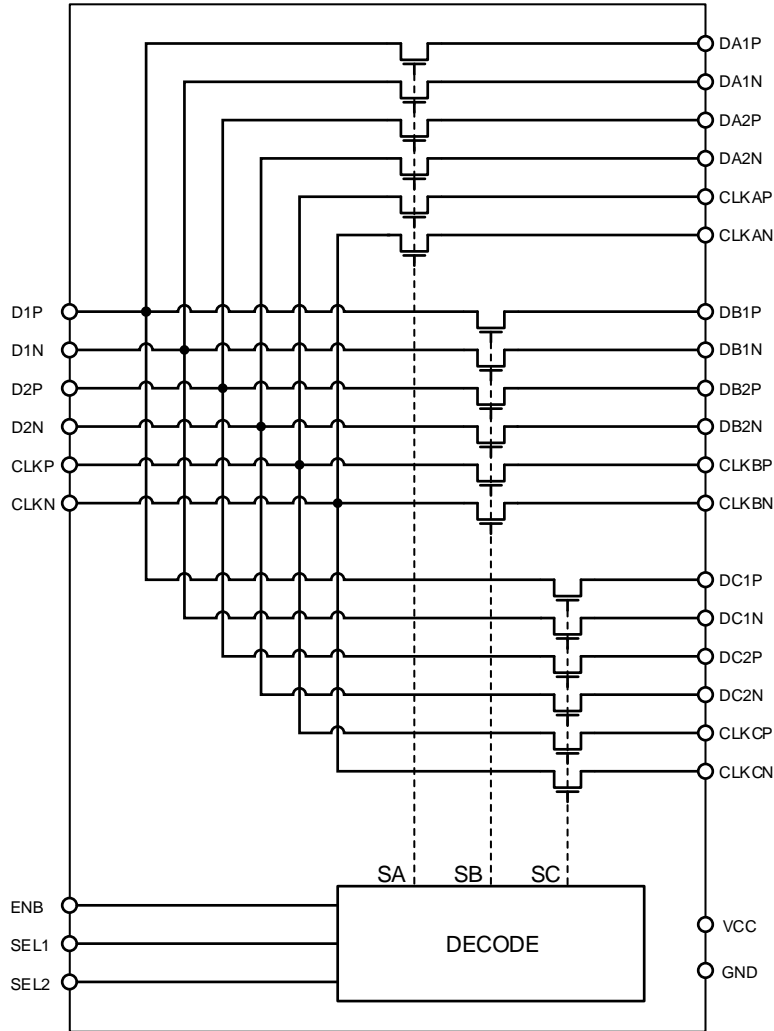 DA1P
DA1N
DA2P
DA2N
CLKAP
CLKAN
D1P
DB1P
D1N
DB1N
D2P
DB2P
D2N
DB2N
CLKP
CLKBP
CLKN
CLKBN
DC1P
DC1N
DC2P
DC2N
CLKCP
CLKCN
SA SB SC
ENB
SEL1
SEL2
DECODE
VCC
GND